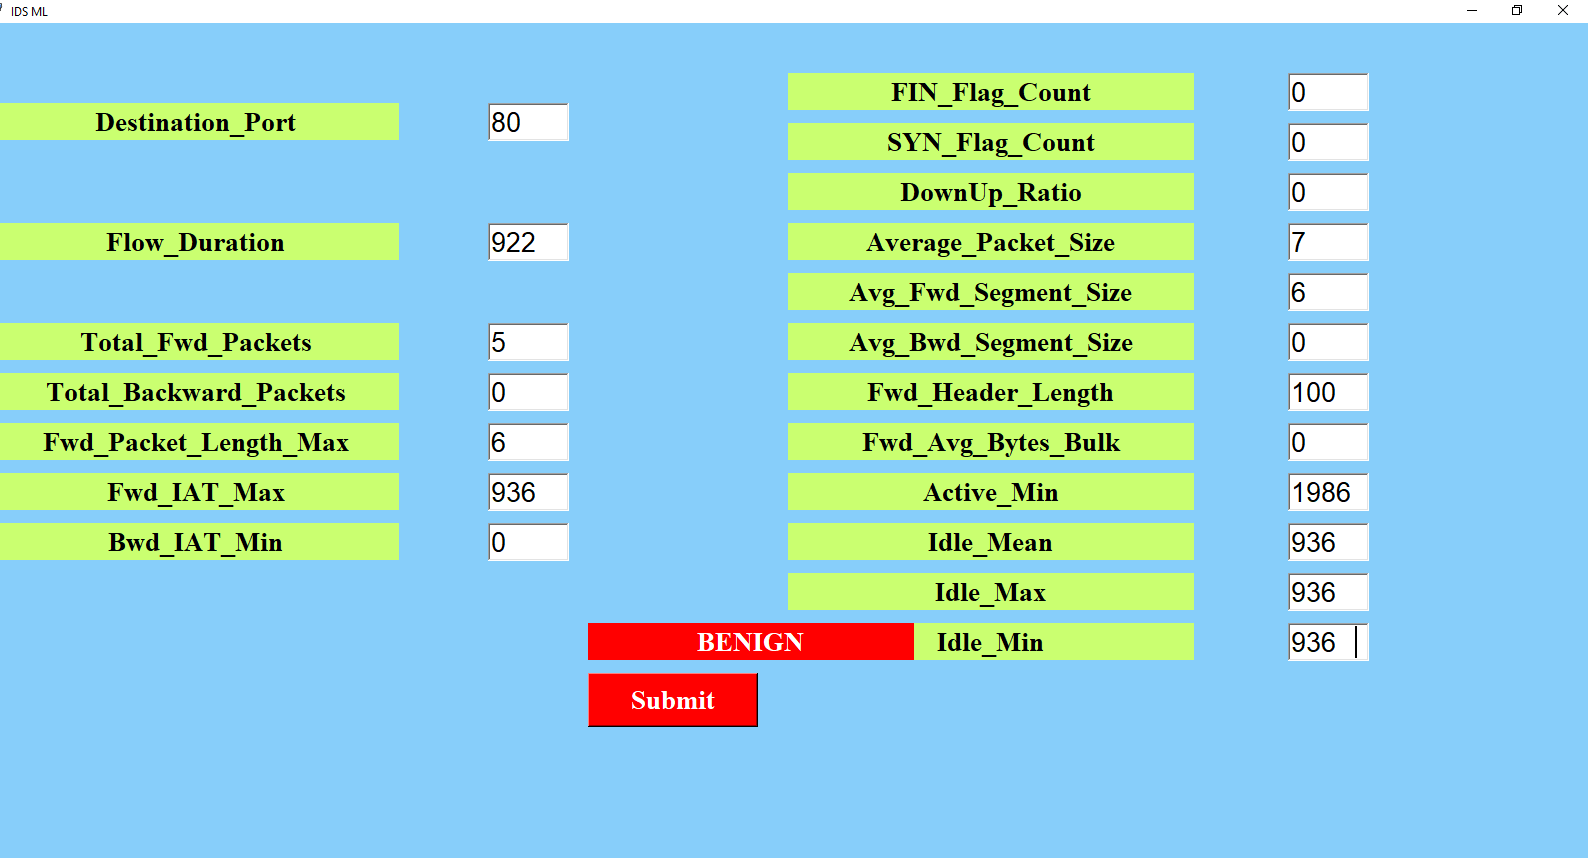 IDS ML
Destination_Port 80
Flow_Duration 922
Total_Fwd_Packets 5
Total_Backward_Packets 0
Fwd_Packet_Length_Max 6
Fwd_IAT_Max 936
Bwd_IAT_Min 0
FIN_Flag_Count 0
SYN_Flag_Count 0
DownUp_Ratio 0
Average_Packet_Size 7
Avg_Fwd_Segment_Size 6
Avg_Bwd_Segment_Size 0
Fwd_Header_Length 100
Fwd_Avg_Bytes_Bulk 0
Active_Min 1986
Idle_Mean 936
Idle_Max 936
Idle_Min 936
BENIGN
Submit